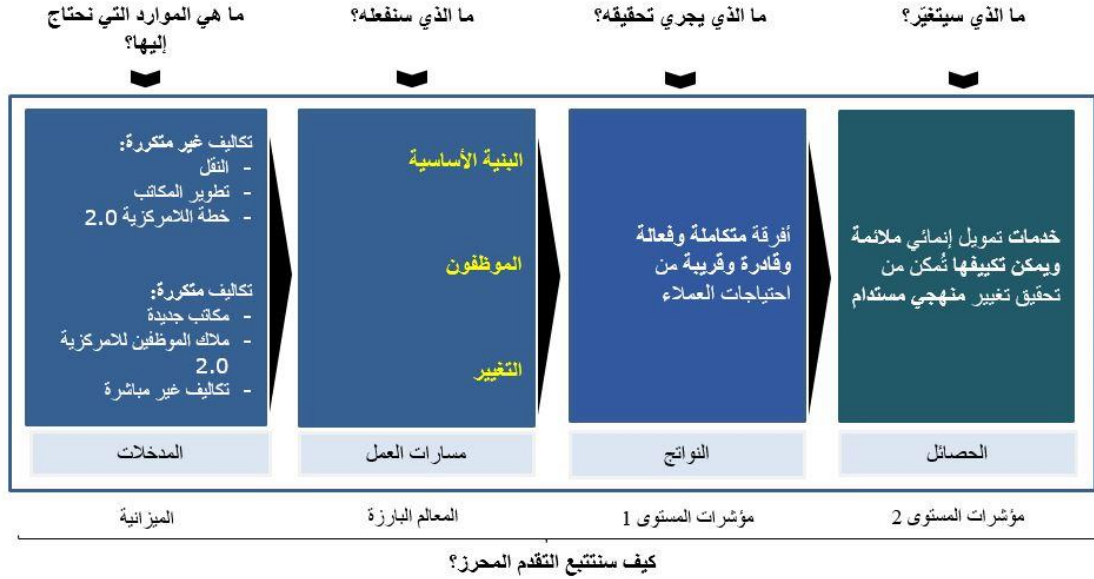 ما هي الموارد التي نحتاج
إليها؟
ما الذي سنفعله؟
ما الذي يجري تحقيقه؟
ما الذي سيتغيّر؟
تكاليف غير متكررة:
- النقل
- تطوير المكاتب
- خطة اللامركزية 2.0
تكاليف متكررة:
- مكاتب جديدة
- ملاك الموظفين للامركزية
2.0
- تكاليف غير مباشرة
البنية الأساسية
الموظفون
التغيير
أفرقة متكاملة وفعالة
وقادرة وقريبة من
احتياجات العملاء
خدمات تمويل إنمائي ملائمة
ويمكن تكييفها تُمكن من
تحقيق تغيير منهجي مستدام
المدخلات
مسارات العمل
النواتج
الحصائل
الميزانية
المعالم البارزة
مؤشرات المستوى 1
مؤشرات المستوى 2
كيف سنتتبع التقدم المحرز؟